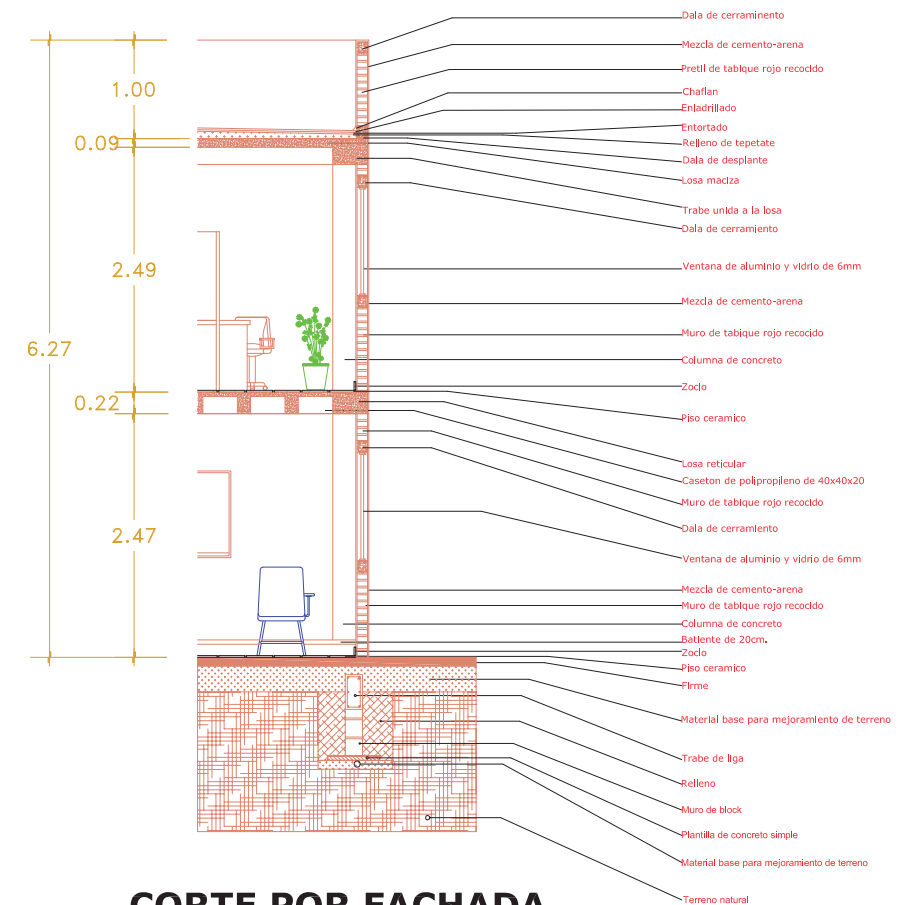 Dala de cerraminento
Mezcla de cemento-arena
Pretil de tabique rojo recocido
Chaflan
Enladrillado
Entortado
Relleno de tepetate
Dala de desplante
Losa maciza
Trabe unida a la losa
Dala de cerramiento
Ventana de aluminio y vidrio de 6mm
Mezcla de cemento-arena
Muro de tabique rojo recocido
Columna de concreto
Zoclo
Piso ceramico
Losa reticular
Caseton de polipropileno de 40x40x20
Muro de tabique rojo recocido
Dala de cerramiento
Ventana de aluminio y vidrio de 6mm
Mezcla de cemento-arena
Muro de tabique rojo recocido
Columna de concreto
Batiente de 20cm.
Zoclo
Piso ceramico
Firme
Material base para mejoramiento de terreno
Trabe de liga
Relleno
Muro de block
Plantilla de concreto simple
Material base para mejoramiento de terreno
Terreno natural
1.00
0.09
2.49
6.27
0.22
2.47
CORTE POR FACHADA